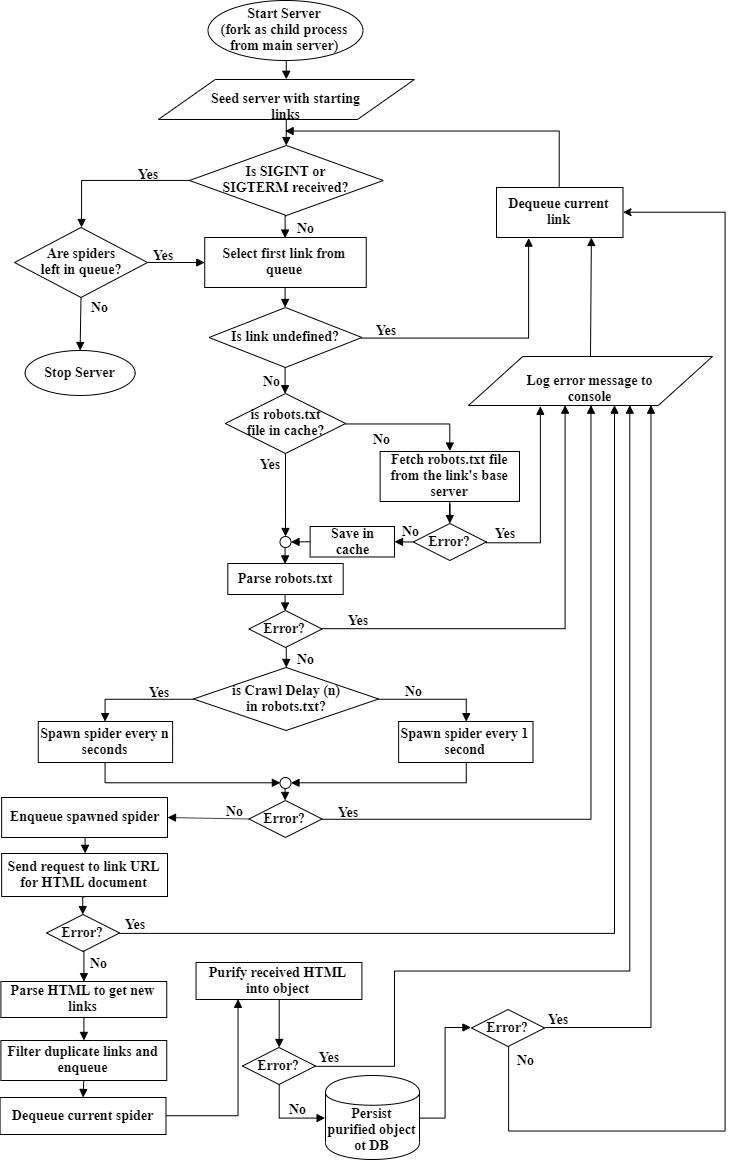 Start Server
(fork as child process
from main server)
Seed server with starting
links
Is SIGINT or
SIGTERM received?
Yes
No
Dequeue current
link
Are spiders
left in queue?
Yes
No
Select first link from
queue
Is link undefined?
Yes
No
Stop Server
Log error message to
console
is robots.txt
file in cache?
No
Yes
Fetch robots.txt file
from the link's base
server
Error?
Yes
No
Save in
cache
Parse robots.txt
Error?
Yes
No
is Crawl Delay (n)
in robots.txt?
Yes
No
Spawn spider every n
seconds
Spawn spider every 1
second
Error?
Yes
No
Enqueue spawned spider
Send request to link URL
for HTML document
Error?
Yes
No
Parse HTML to get new
links
Filter duplicate links and
enqueue
Dequeue current spider
Purify received HTML
into object
Error?
Yes
No
Persist
purified object
ot DB
Error?
Yes
No